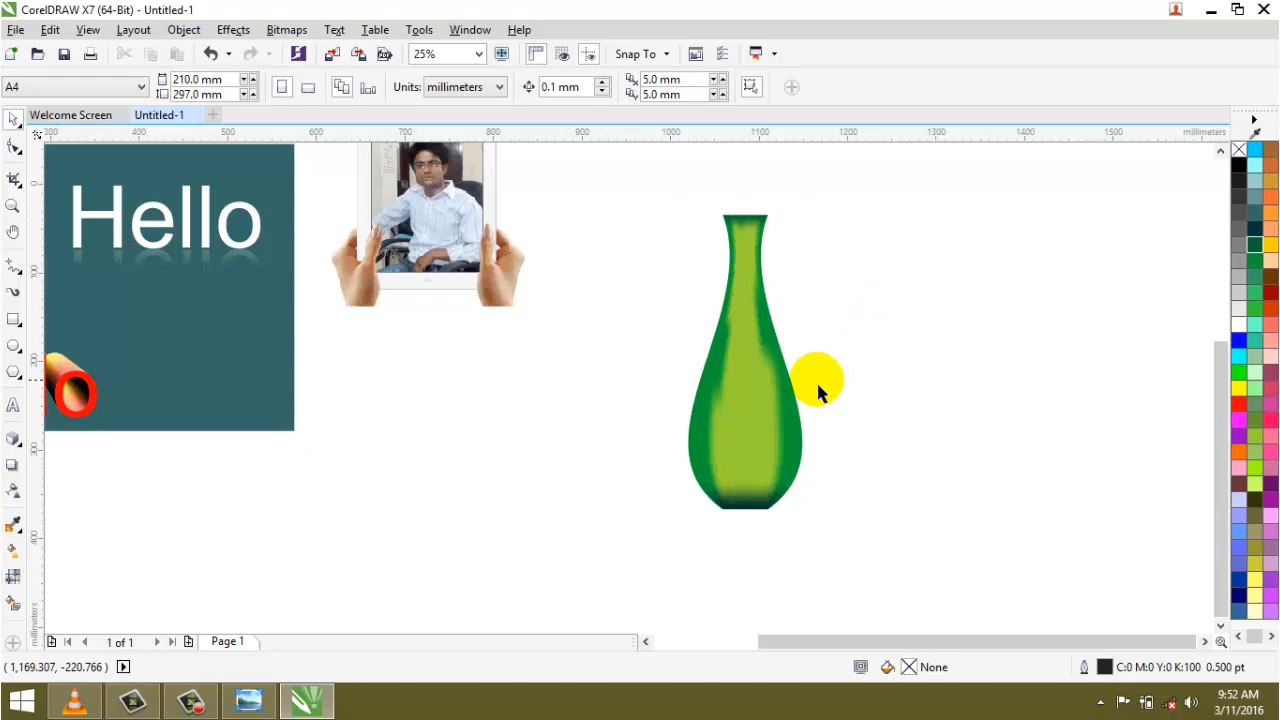 CorelDRAW X7 (64-Bit) - Untitled-1
File Edit View Layout Object Effects Bitmaps Text Table Tools Window Help
25% Snap To
A4 210.0 mm 297.0 mm Units: millimeters 0.1 mm 5.0 mm 5.0 mm
Welcome Screen Untitled-1
300 400 500 600 700 800 900 1000 1100 1200 1300 1400 1500 millimeters
Hello
O
millimeters
1 of 1 Page 1
(1,169.307, -220.766) None C:0 M:0 Y:0 K:100 0.500 pt
9:52 AM
3/11/2016